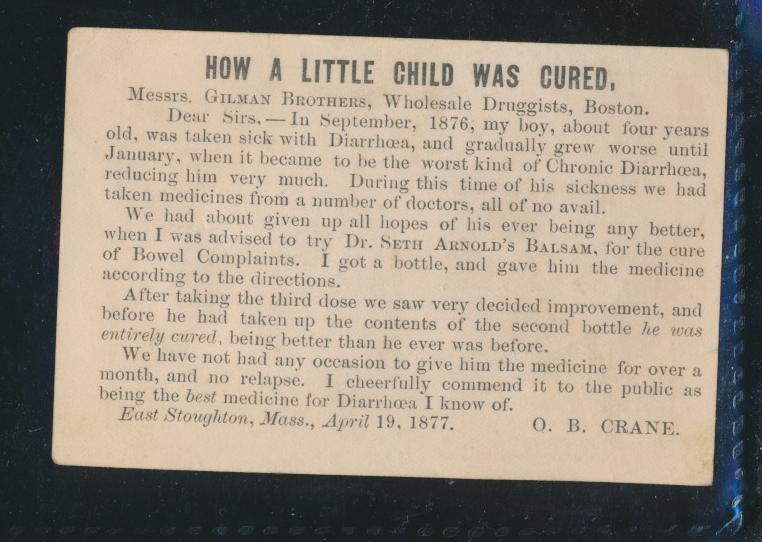 HOW A LITTLE CHILD WAS CURED.
Messrs. GILMAN BROTHERS, Wholesale Druggists, Boston.
Dear Sirs.—In September, 1876, my boy, about four years
old, was taken sick with Diarrhœa, and gradually grew worse until
January, when it became to be the worst kind of Chronic Diarrhœa,
reducing him very much. During this time of his sickness we had
taken medicines from a number of doctors, all of no avail.
We had about given up all hopes of his ever being any better,
when I was advised to try Dr. SETH ARNOLD'S BALSAM, for the cure
of Bowel Complaints. I got a bottle, and gave him the medicine
according to the directions.
After taking the third dose we saw very decided improvement, and
before he had taken up the contents of the second bottle he was
entirely cured, being better than he ever was before.
We have not had any occasion to give him the medicine for over a
month, and no relapse. I cheerfully commend it to the public as
being the best medicine for Diarrhœa I know of.
East Stoughton, Mass., April 19, 1877. O. B. CRANE.